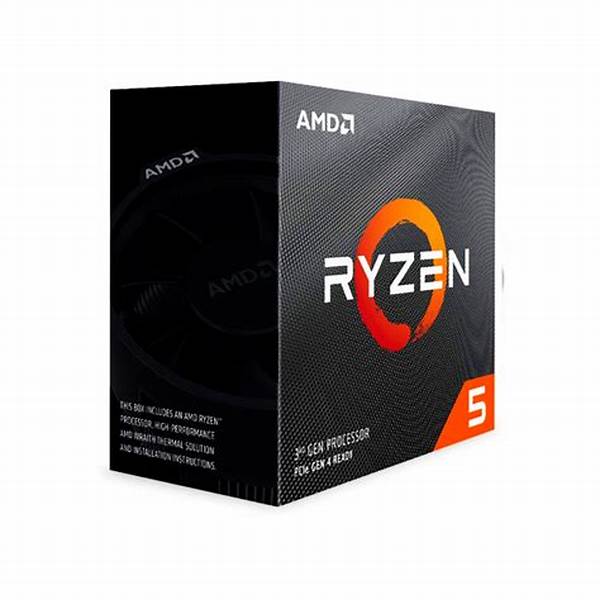 AMD
AMD
THIS BOX INCLUDES AN AMD RYZEN™
PROCESSOR, HIGH-PERFORMANCE
AMD WRAITH THERMAL SOLUTION
AND INSTALLATION INSTRUCTIONS.
AMD
RYZEN
5
3RD GEN PROCESSOR
PCIe GEN 4 READY